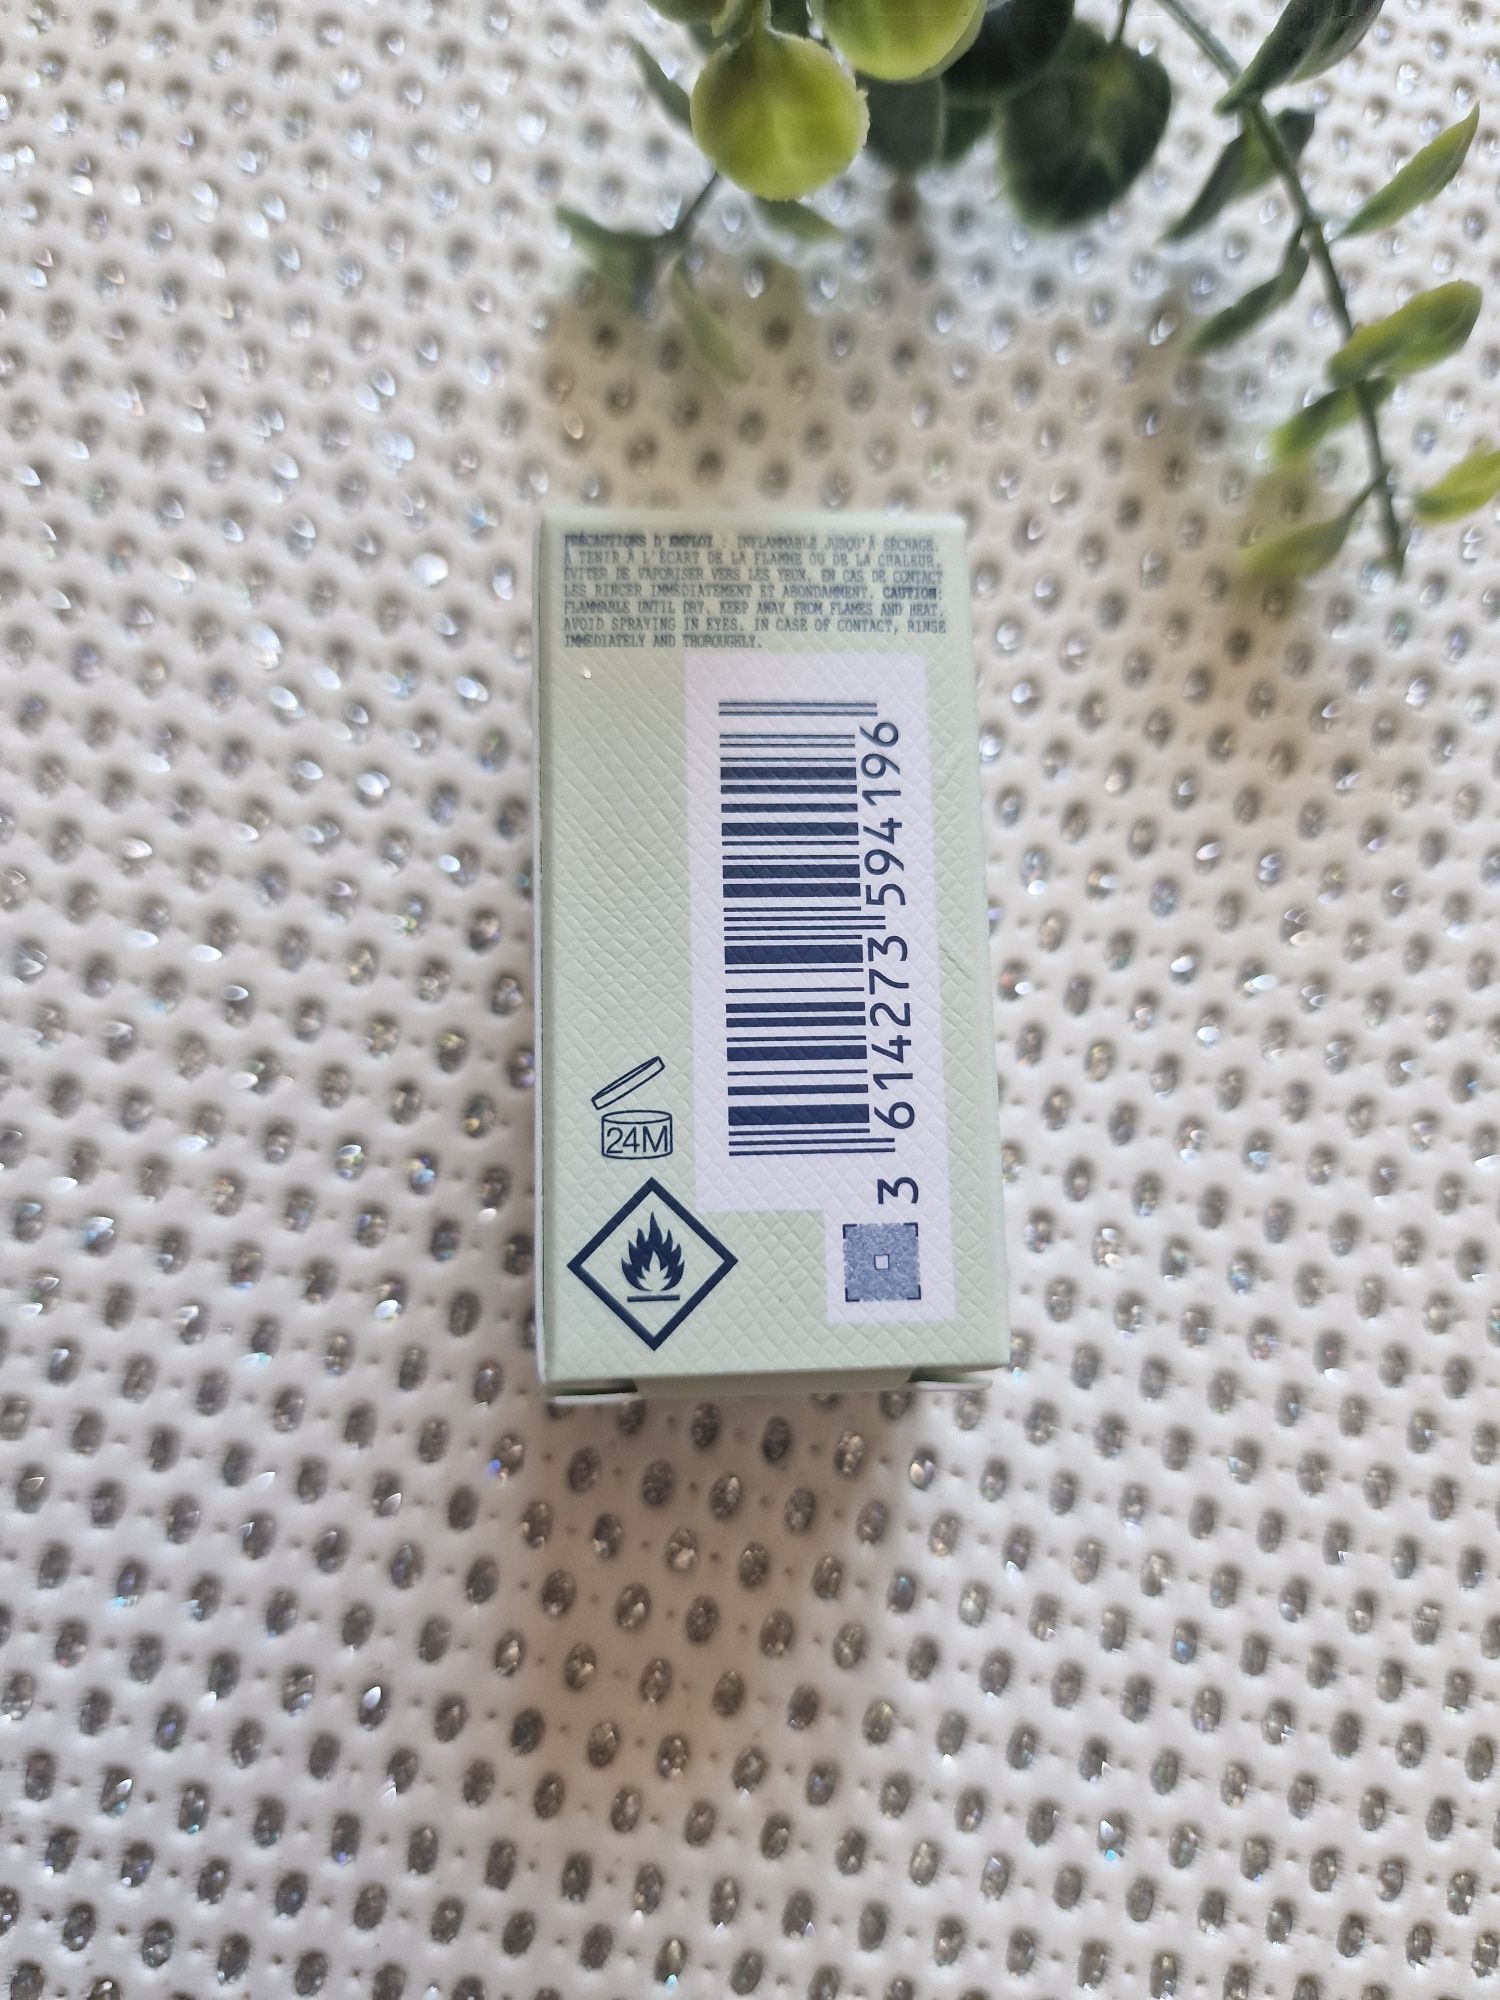 PRÉCAUTIONS D'EMPLOI : INFLAMMABLE JUSQU'À SÉCHAGE.
À TENIR À L'ÉCART DE LA FLAMME OU DE LA CHALEUR.
ÉVITER DE VAPORISER VERS LES YEUX. EN CAS DE CONTACT
LES RINCER IMMÉDIATEMENT ET ABONDAMMENT. CAUTION:
FLAMMABLE UNTIL DRY. KEEP AWAY FROM FLAMES AND HEAT.
AVOID SPRAYING IN EYES. IN CASE OF CONTACT, RINSE
IMMEDIATELY AND THOROUGHLY.
3 614273 594196
24M